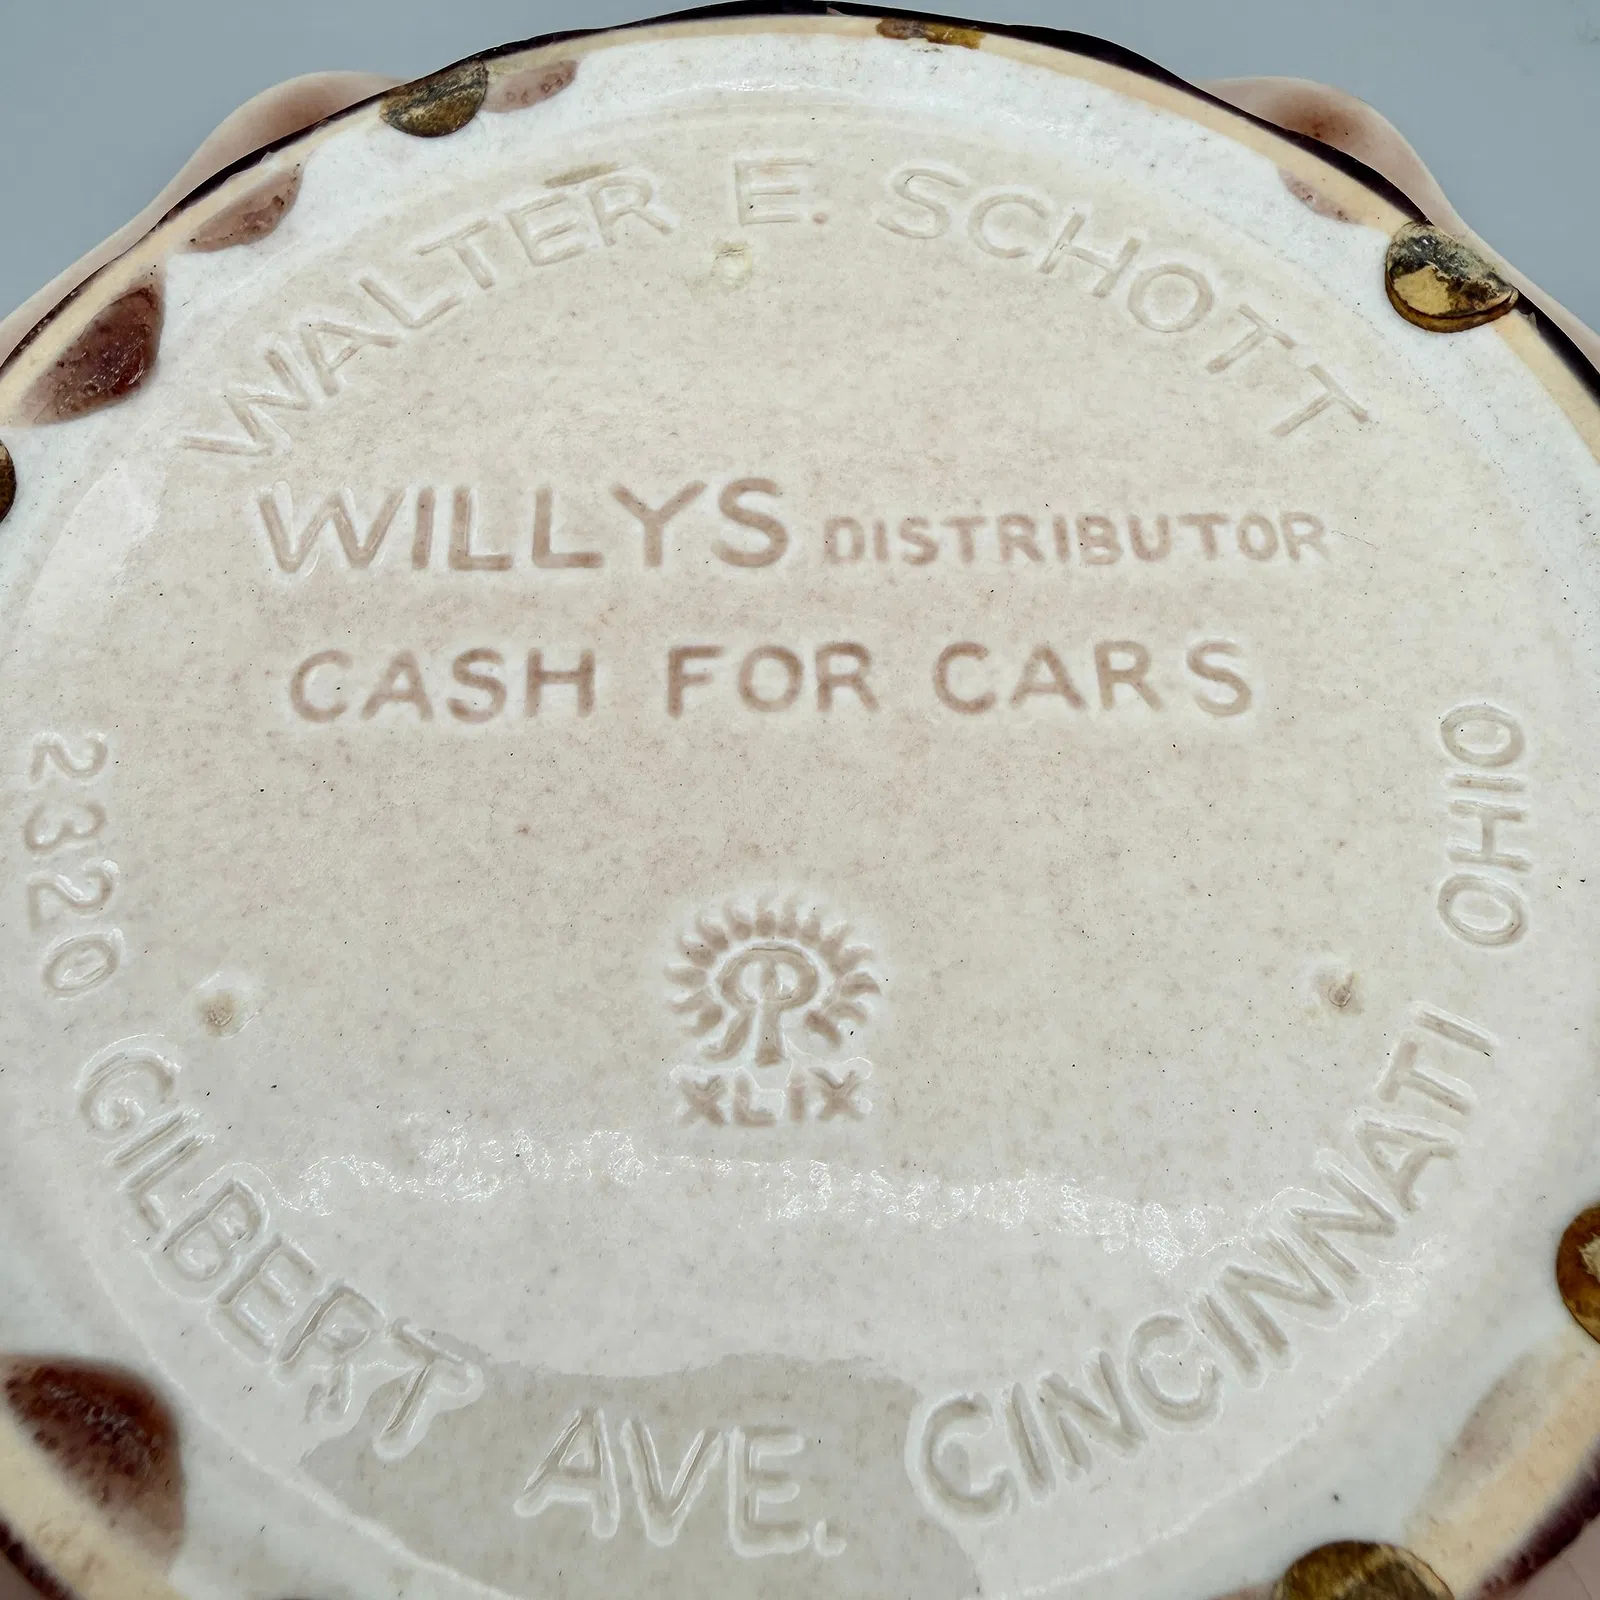 WALTER E. SCHOTT
WILLYS DISTRIBUTOR
CASH FOR CARS
XLIX
2320 GILBERT AVE. CINCINNATI OHIO